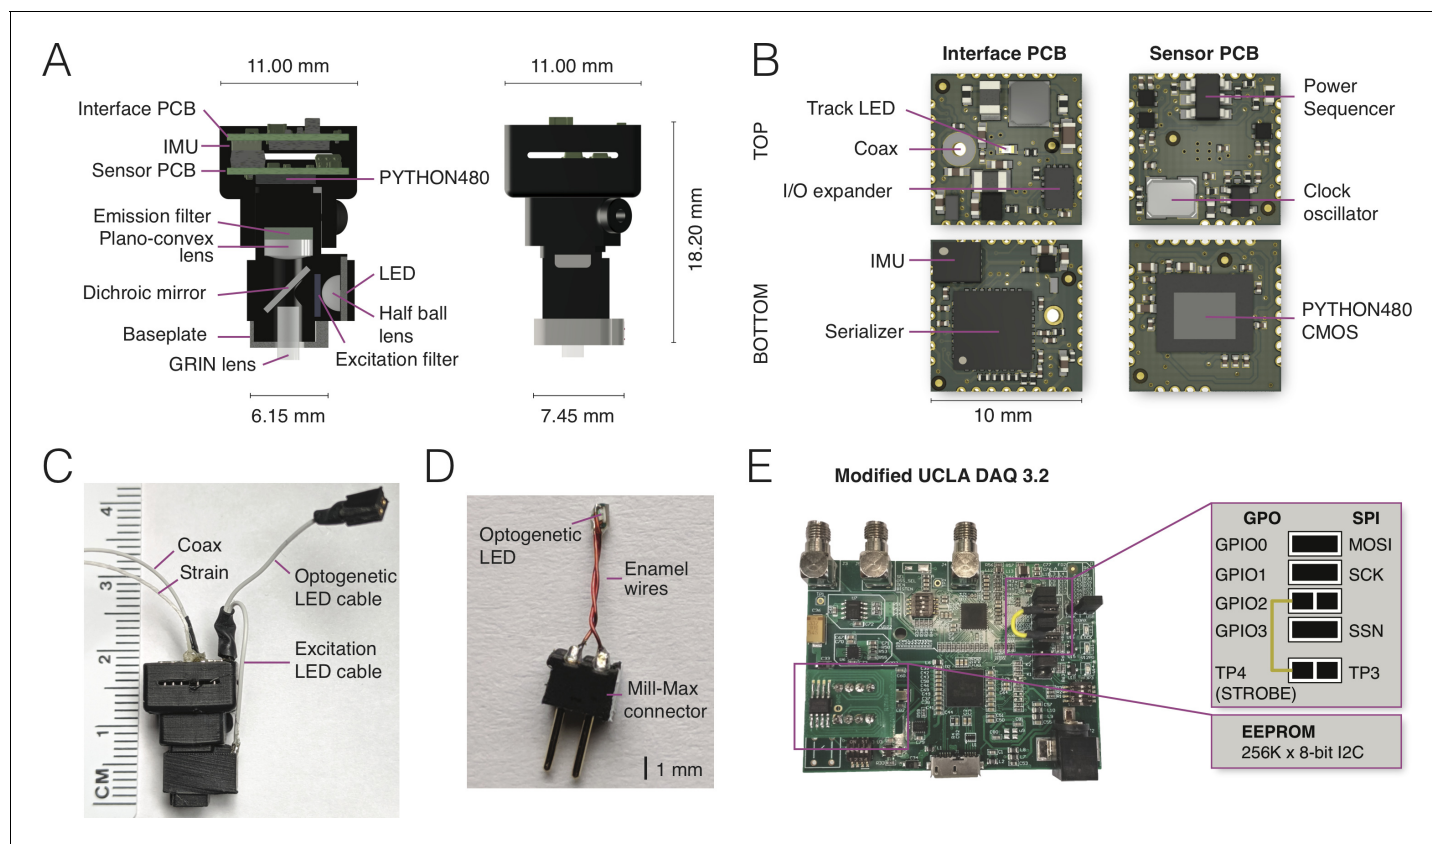 A
11.00 mm
11.00 mm
Interface PCB
IMU
Sensor PCB
PYTHON480
Emission filter
Plano-convex
lens
Dichroic mirror
LED
Half ball
lens
Baseplate
Excitation filter
GRIN lens
18.20 mm
6.15 mm
7.45 mm
B
Interface PCB
Sensor PCB
TOP
Track LED
Coax
I/O expander
Power
Sequencer
Clock
oscillator
BOTTOM
IMU
Serializer
PYTHON480
CMOS
10 mm
C
4
3
2
1
CM
Coax
Strain
Optogenetic
LED cable
Excitation
LED cable
D
Optogenetic
LED
Enamel
wires
Mill-Max
connector
1 mm
E
Modified UCLA DAQ 3.2
GPO SPI
GPIO0 MOSI
GPIO1 SCK
GPIO2
GPIO3 SSN
TP4 TP3
(STROBE)
EEPROM
256K x 8-bit I2C